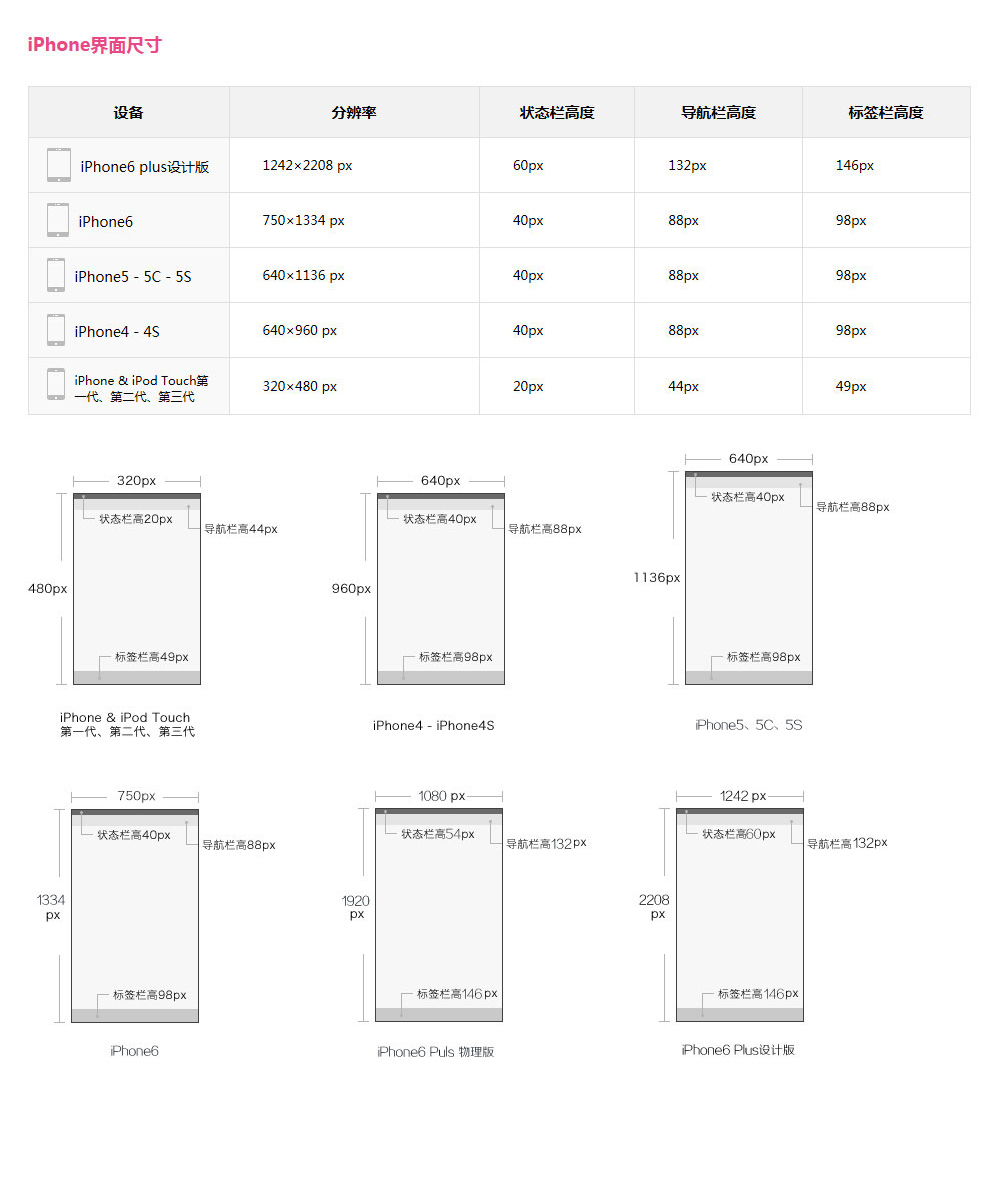 iPhone界面尺寸
设备 分辨率 状态栏高度 导航栏高度 标签栏高度
iPhone6 plus设计版 1242×2208 px 60px 132px 146px
iPhone6 750×1334 px 40px 88px 98px
iPhone5 - 5C - 5S 640×1136 px 40px 88px 98px
iPhone4 - 4S 640×960 px 40px 88px 98px
iPhone & iPod Touch第
一代、第二代、第三代 320×480 px 20px 44px 49px
320px
状态栏高20px
导航栏高44px
480px
标签栏高49px
iPhone & iPod Touch
第一代、第二代、第三代
640px
状态栏高40px
导航栏高88px
960px
标签栏高98px
iPhone4 - iPhone4S
640px
状态栏高40px
导航栏高88px
1136px
标签栏高98px
iPhone5、5C、5S
750px
状态栏高40px
导航栏高88px
1334
px
标签栏高98px
iPhone6
1080 px
状态栏高54px
导航栏高132px
1920
px
标签栏高146px
iPhone6 Puls 物理版
1242 px
状态栏高60px
导航栏高132px
2208
px
标签栏高146px
iPhone6 Plus设计版